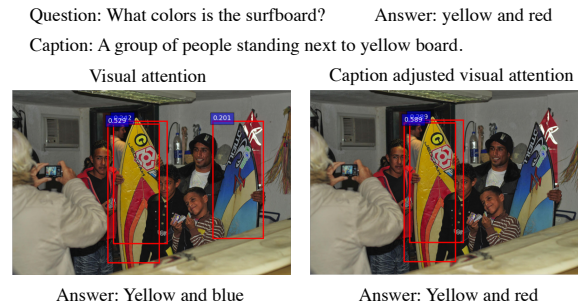 Question: What colors is the surfboard? Answer: yellow and red
Caption: A group of people standing next to yellow board.
Visual attention Caption adjusted visual attention
0.529 0.201 0.589
Answer: Yellow and blue Answer: Yellow and red